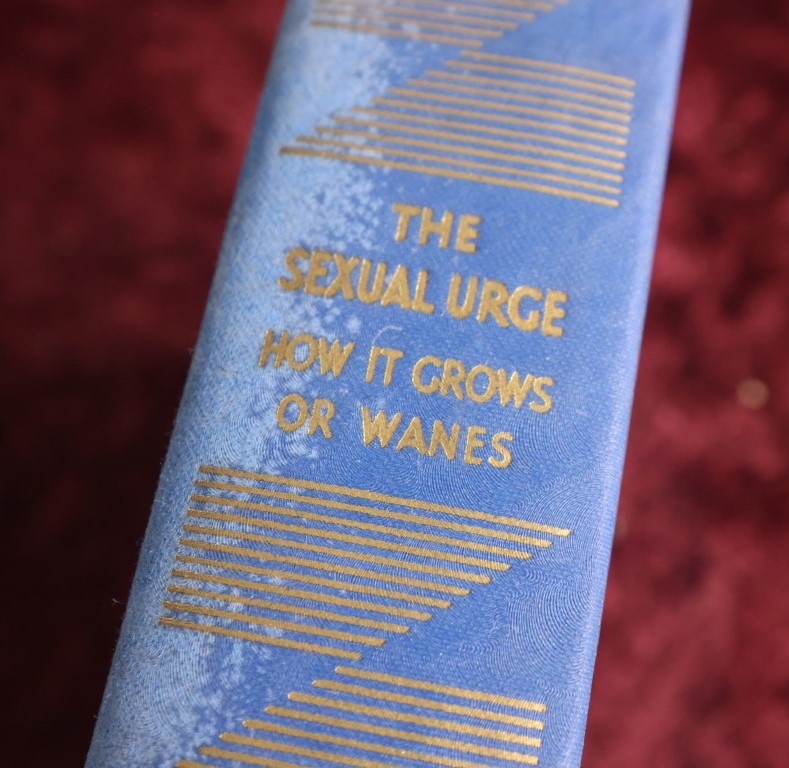 THE
SEXUAL URGE
HOW IT GROWS
OR WANES